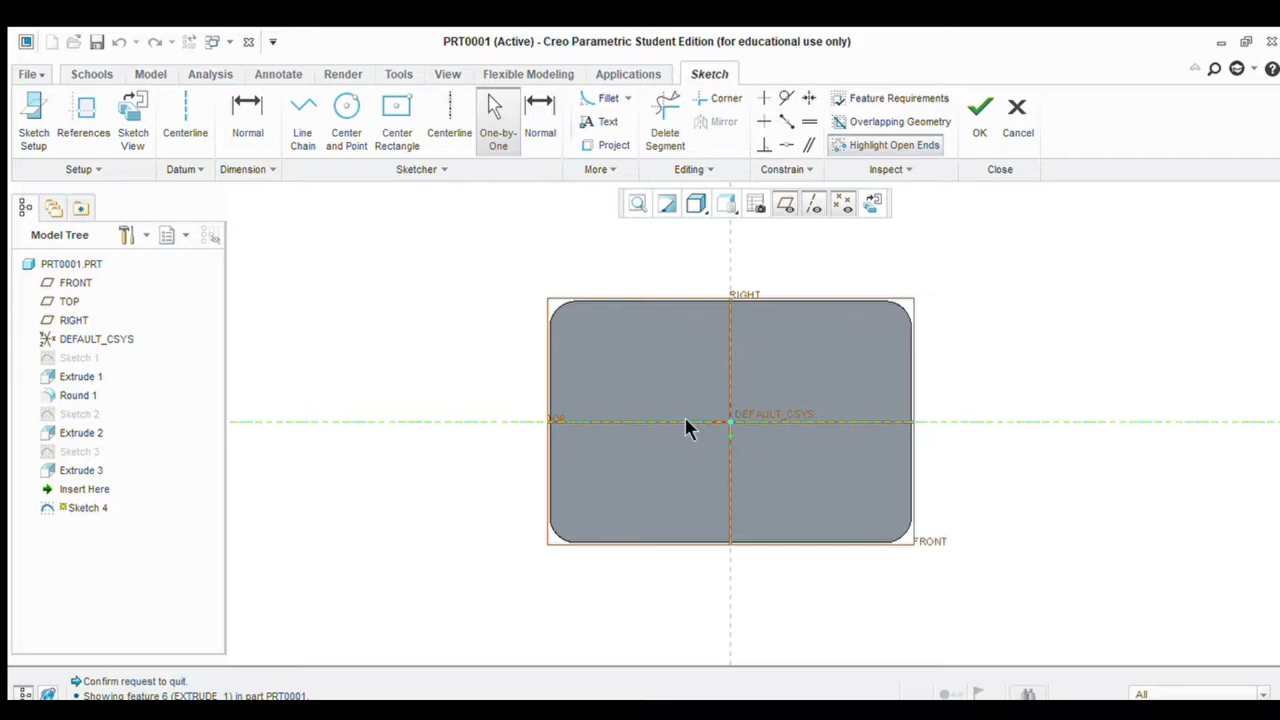 PRT0001 (Active) - Creo Parametric Student Edition (for educational use only)
File Schools Model Analysis Annotate Render Tools View Flexible Modeling Applications Sketch
Sketch Setup
References
Sketch View
Centerline
Normal
Line Chain
Center and Point
Center Rectangle
Centerline
One-by-One
Normal
Fillet
Text
Project
Delete Segment
Corner
Mirror
Feature Requirements
Overlapping Geometry
Highlight Open Ends
OK
Cancel
Setup Datum Dimension Sketcher More Editing Constrain Inspect Close
Model Tree
PRT0001.PRT
FRONT
TOP
RIGHT
DEFAULT_CSYS
Sketch 1
Extrude 1
Round 1
Sketch 2
Extrude 2
Sketch 3
Extrude 3
Insert Here
Sketch 4
RIGHT
TOP
DEFAULT_CSYS
FRONT
Confirm request to quit.
Showing feature 6 (EXTRUDE_1) in part PRT0001.
All